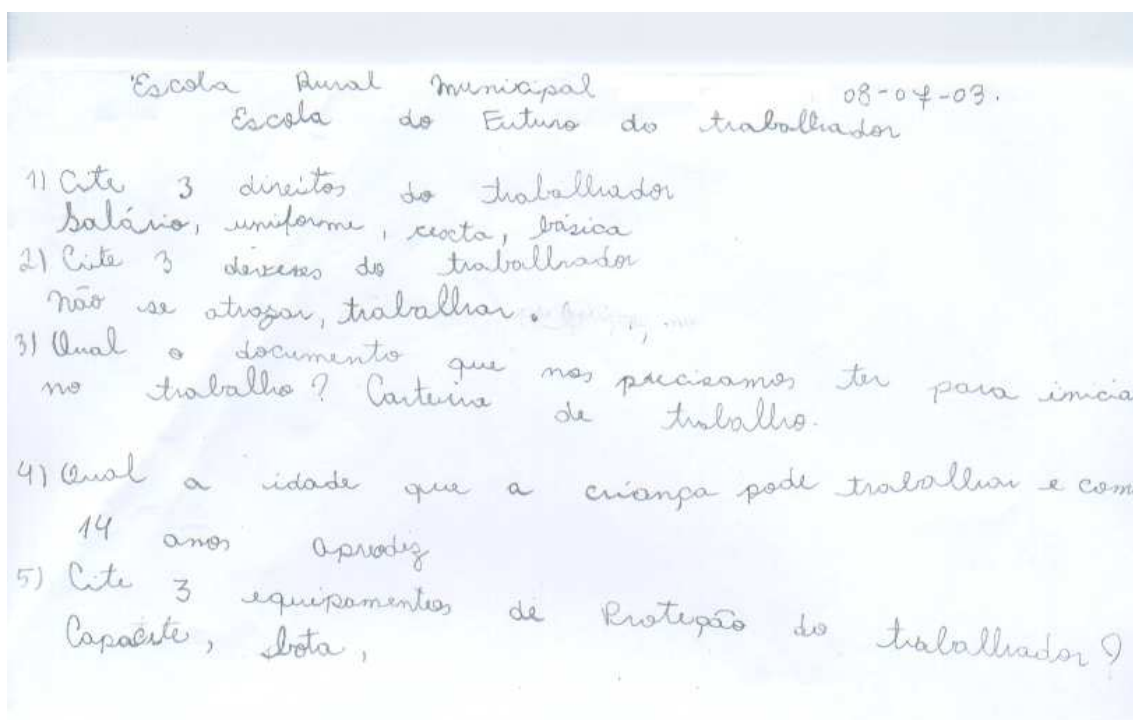 Escola Rural Municipal 08-07-03.
Escola do Futuro do trabalhador
1) Cite 3 direitos do trabalhador
Salário, uniforme, cexta, básica
2) Cite 3 deveres do trabalhador
não se atrazar, trabalhar.
3) Qual o documento que nos precisamos ter para inicia
no trabalho? Carteira de trabalho.
4) Qual a idade que a criança pode trabalhar e com
14 anos aprediz
5) Cite 3 equipamentos de Proteção do trabalhador?
Capacete, bota,